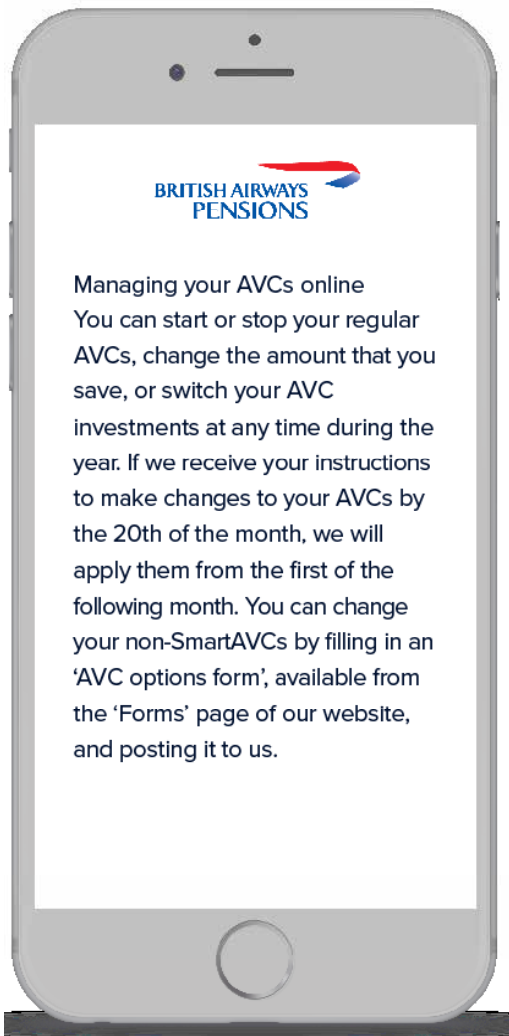 BRITISH AIRWAYS
PENSIONS
Managing your AVCs online
You can start or stop your regular
AVCs, change the amount that you
save, or switch your AVC
investments at any time during the
year. If we receive your instructions
to make changes to your AVCs by
the 20th of the month, we will
apply them from the first of the
following month. You can change
your non-SmartAVCs by filling in an
‘AVC options form’, available from
the ‘Forms’ page of our website,
and posting it to us.